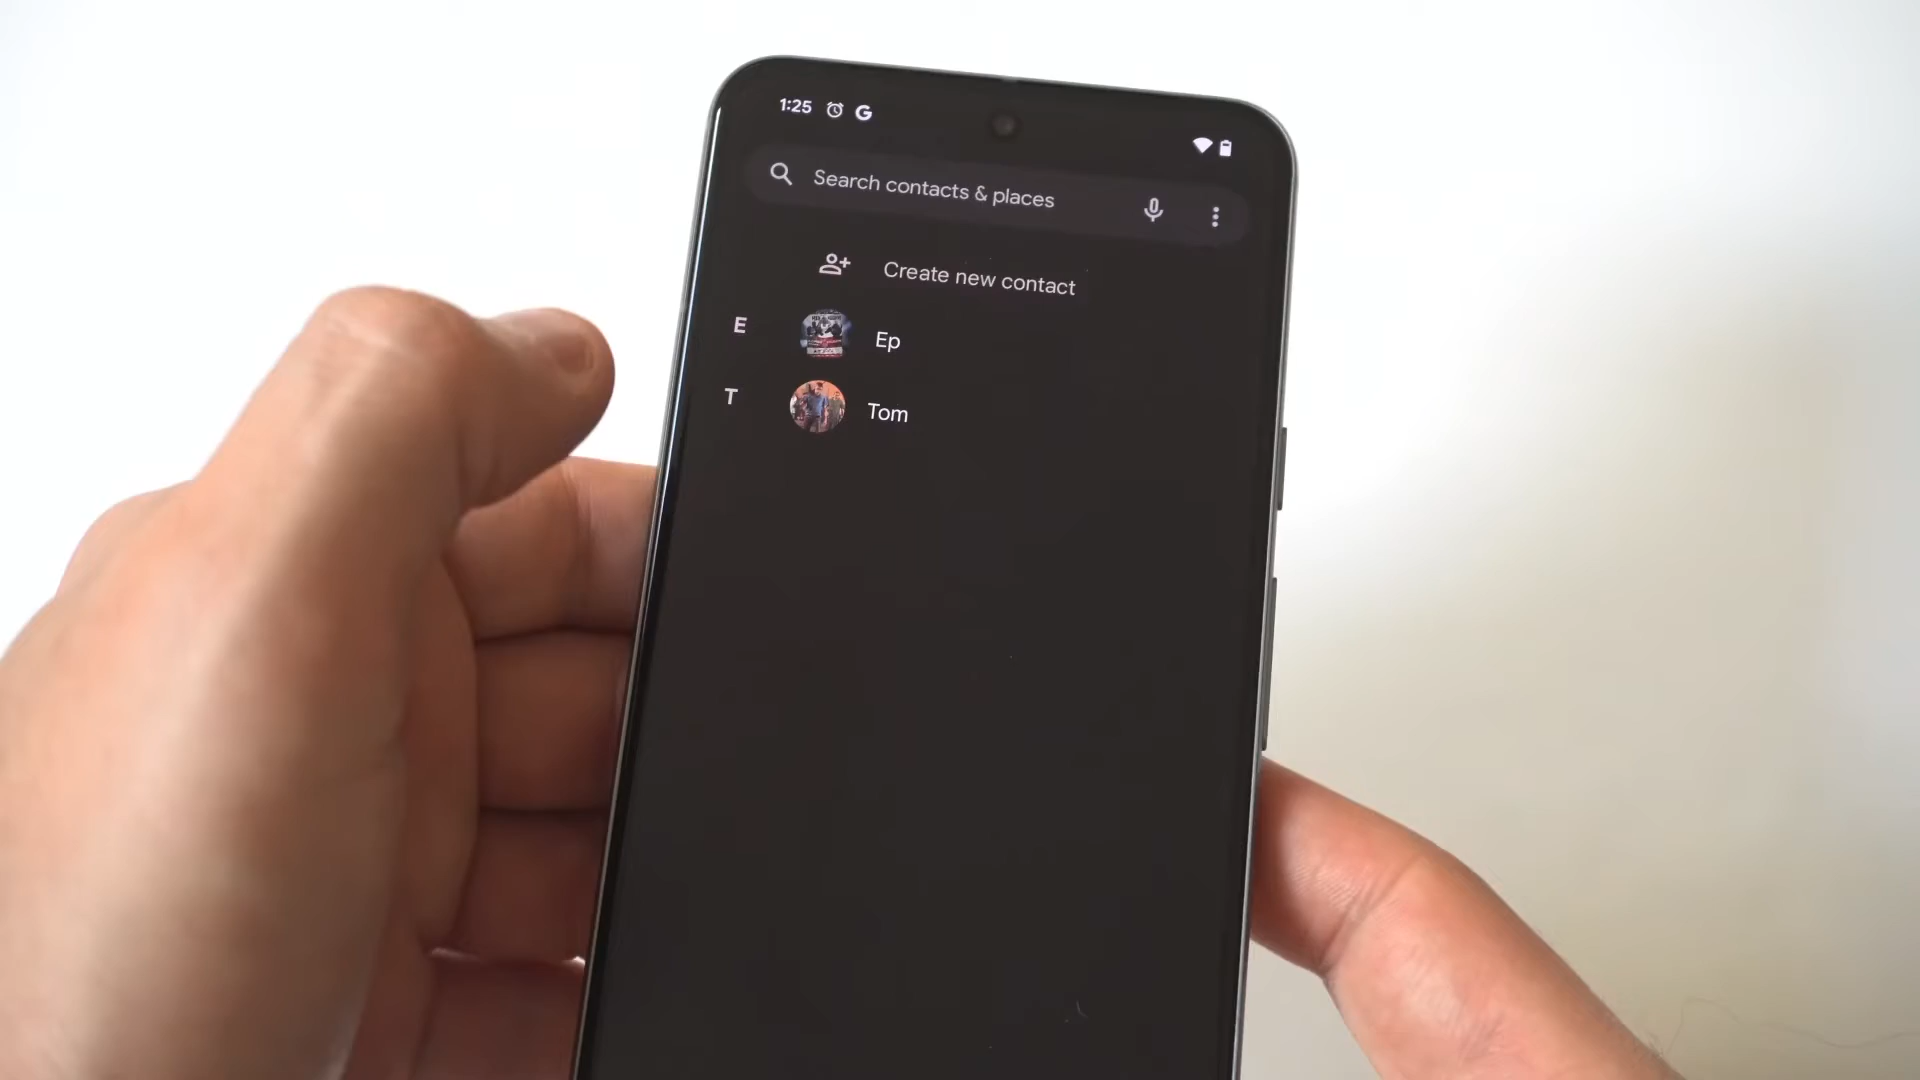 1:25 G
Search contacts & places
Create new contact
E Ep
T Tom